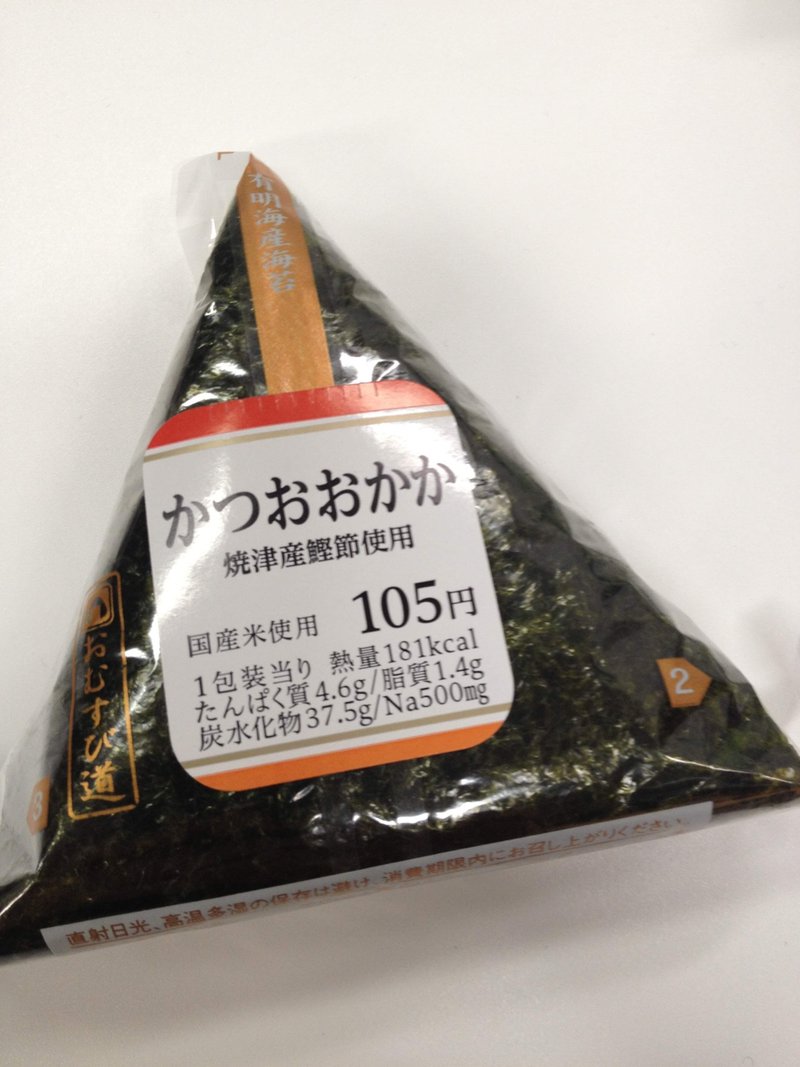 有明海産海苔
かつおおかか
焼津産鰹節使用
国産米使用 105円
1包装当り 熱量181kcal
たんぱく質4.6g/脂質1.4g
炭水化物37.5g/Na500mg
おむすび道
2
3
直射日光、高温多湿の保存は避け、消費期限内にお召し上がりください。